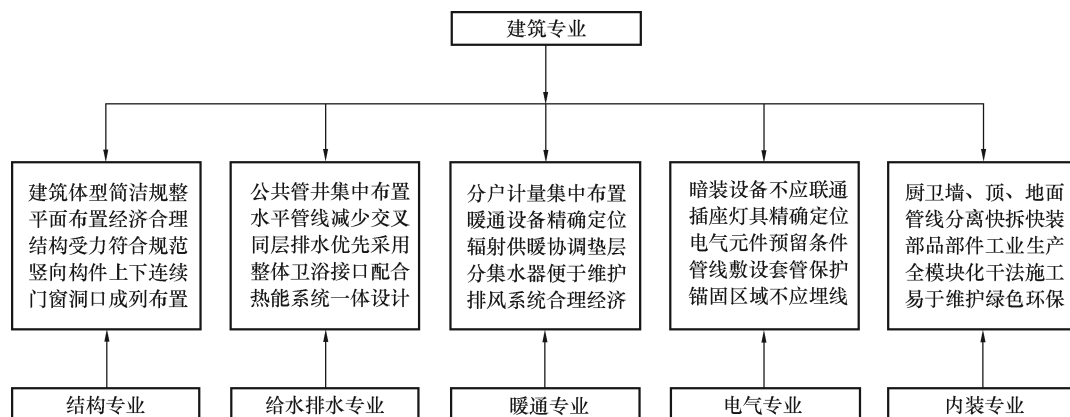 建筑专业
建筑体型简洁规整
平面布置经济合理
结构受力符合规范
竖向构件上下连续
门窗洞口成列布置
公共管井集中布置
水平管线减少交叉
同层排水优先采用
整体卫浴接口配合
热能系统一体设计
分户计量集中布置
暖通设备精确定位
辐射供暖协调垫层
分集水器便于维护
排风系统合理经济
暗装设备不应联通
插座灯具精确定位
电气元件预留条件
管线敷设套管保护
锚固区域不应埋线
厨卫墙、顶、地面
管线分离快拆快装
部品部件工业生产
全模块化干法施工
易于维护绿色环保
结构专业
给水排水专业
暖通专业
电气专业
内装专业